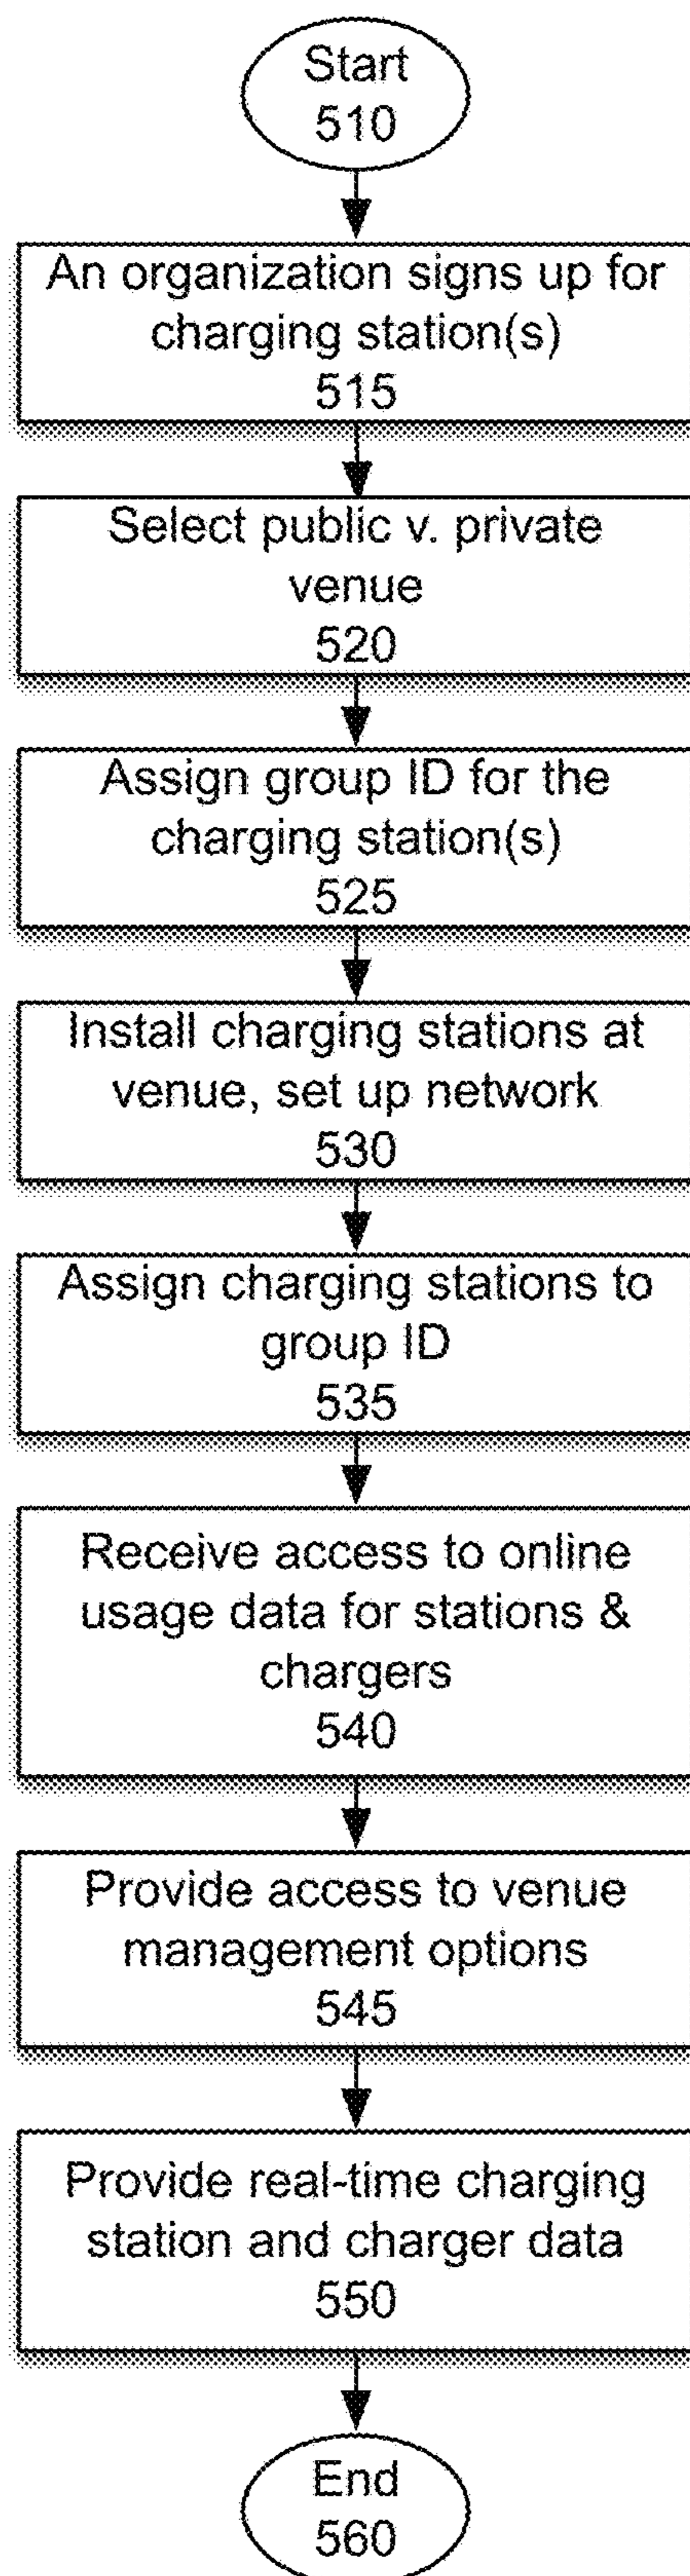 Start
510
An organization signs up for
charging station(s)
515
Select public v. private
venue
520
Assign group ID for the
charging station(s)
525
Install charging stations at
venue, set up network
530
Assign charging stations to
group ID
535
Receive access to online
usage data for stations &
chargers
540
Provide access to venue
management options
545
Provide real-time charging
station and charger data
550
End
560